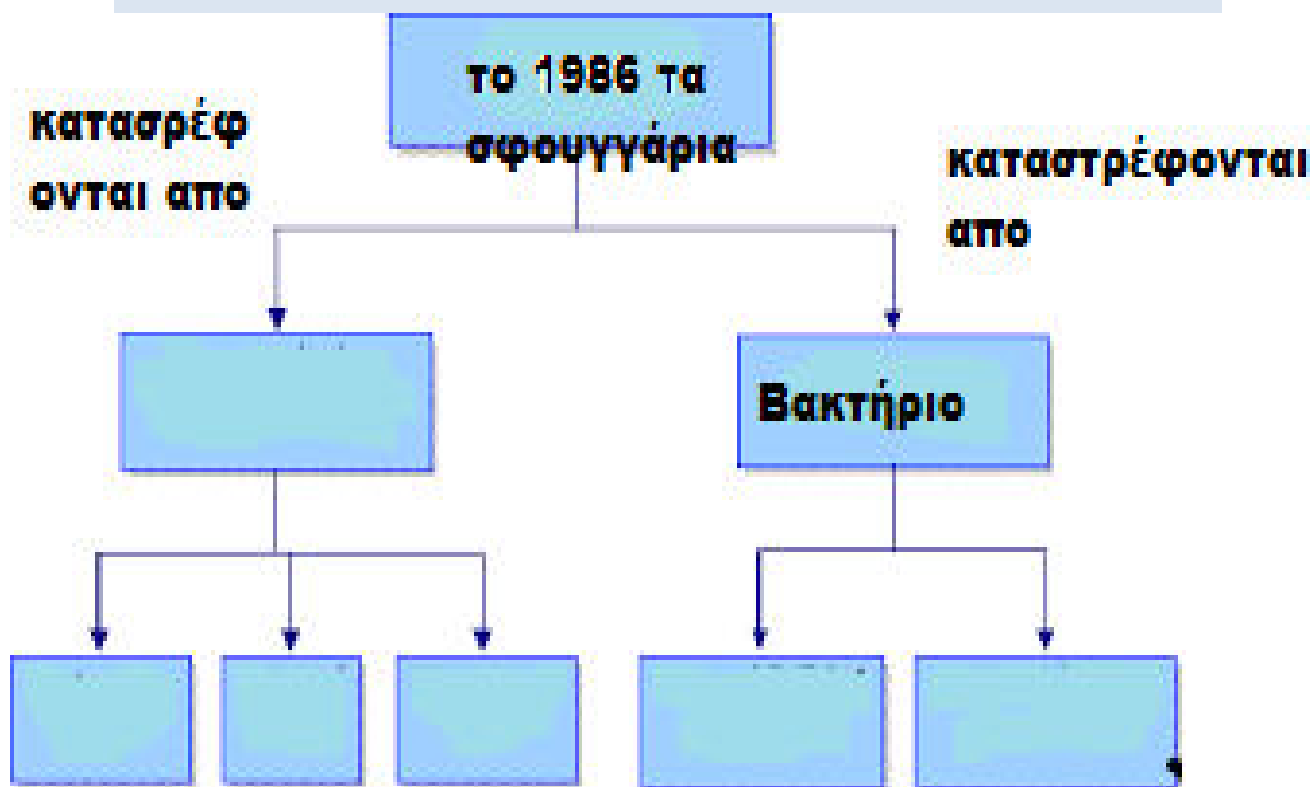 το 1986 τα
σφουγγάρια
κατασρέφ
ονται απο
καταστρέφονται
απο
Βακτήριο